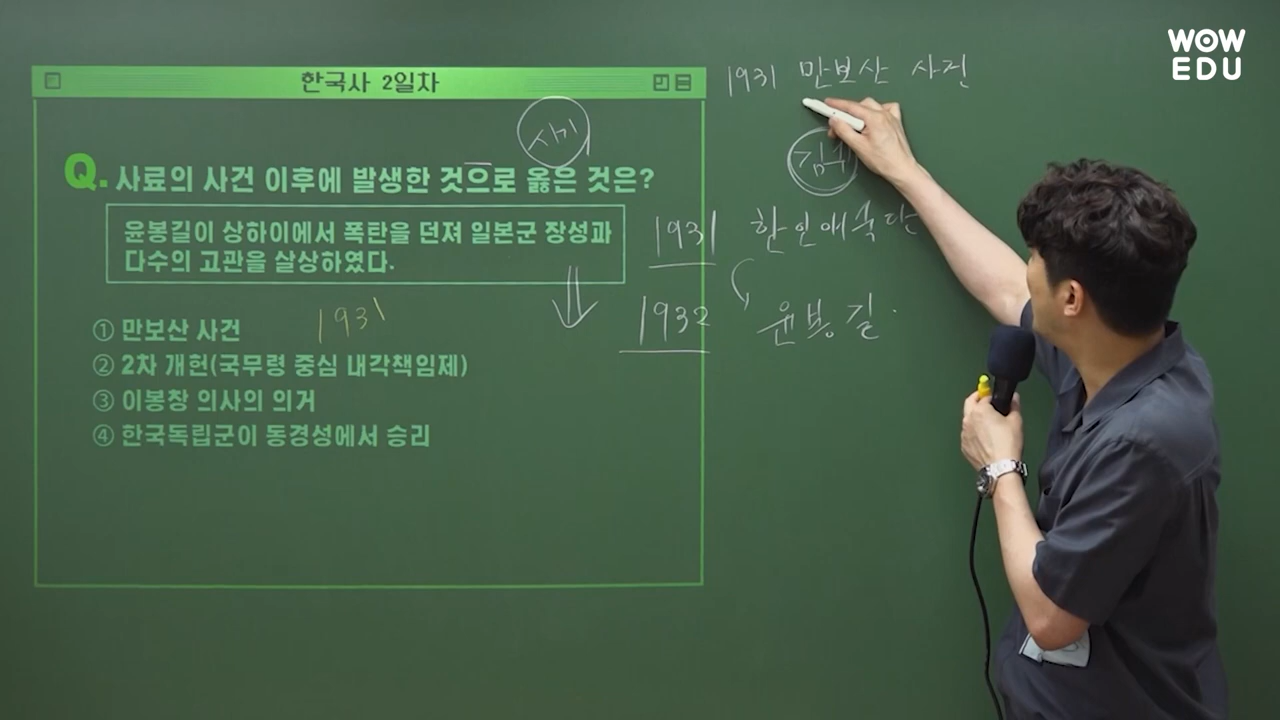 WOW
EDU
한국사 2일차
시기
Q. 사료의 사건 이후에 발생한 것으로 옳은 것은?
윤봉길이 상하이에서 폭탄을 던져 일본군 장성과
다수의 고관을 살상하였다.
① 만보산 사건 1931
② 2차 개헌(국무령 중심 내각책임제)
③ 이봉창 의사의 의거
④ 한국독립군이 동경성에서 승리
1931 만보산 사건
김구
1931 한인애국단
1932 윤봉길